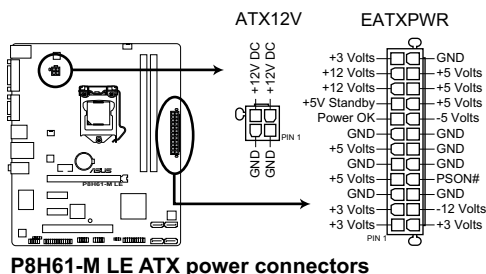 ATX12V
EATXPWR
+12V DC
+12V DC
GND
GND
PIN 1
+3 Volts
+12 Volts
+12 Volts
+5V Standby
Power OK
GND
+5 Volts
GND
+5 Volts
GND
+3 Volts
+3 Volts
PIN 1
GND
+5 Volts
+5 Volts
+5 Volts
-5 Volts
GND
GND
GND
PSON#
GND
-12 Volts
+3 Volts
ASUS
P8H61-M LE
P8H61-M LE ATX power connectors